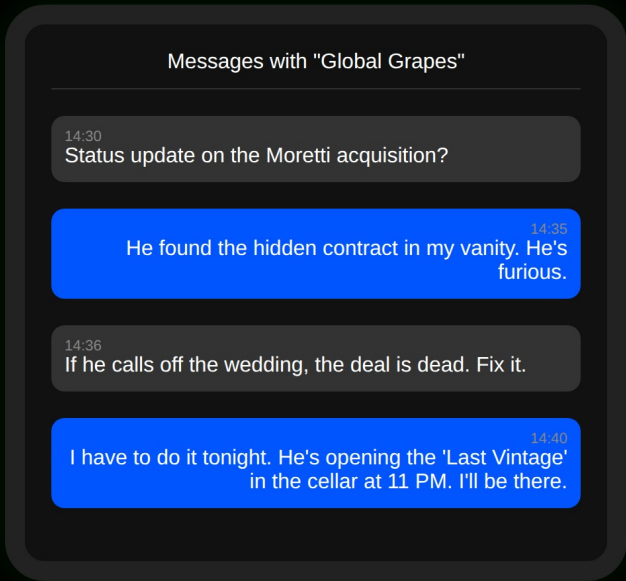 Messages with "Global Grapes"
14:30
Status update on the Moretti acquisition?
14:35
He found the hidden contract in my vanity. He's
furious.
14:36
If he calls off the wedding, the deal is dead. Fix it.
14:40
I have to do it tonight. He's opening the 'Last Vintage'
in the cellar at 11 PM. I'll be there.